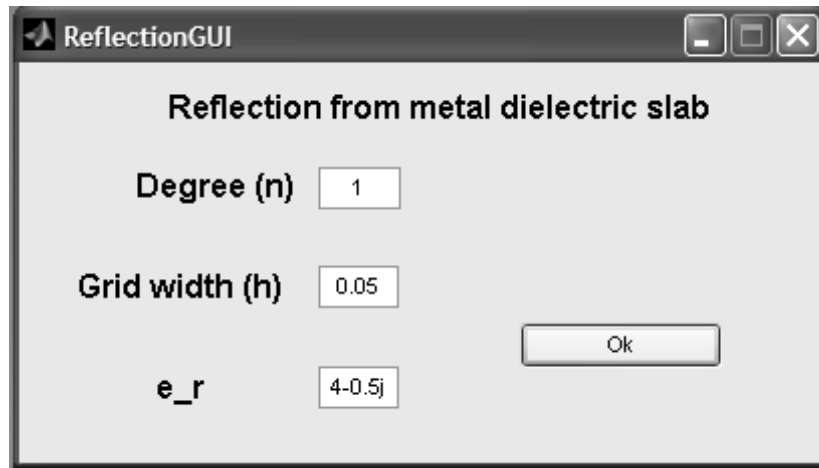 ReflectionGUI
Reflection from metal dielectric slab
Degree (n) 1
Grid width (h) 0.05
Ok
e_r 4-0.5j